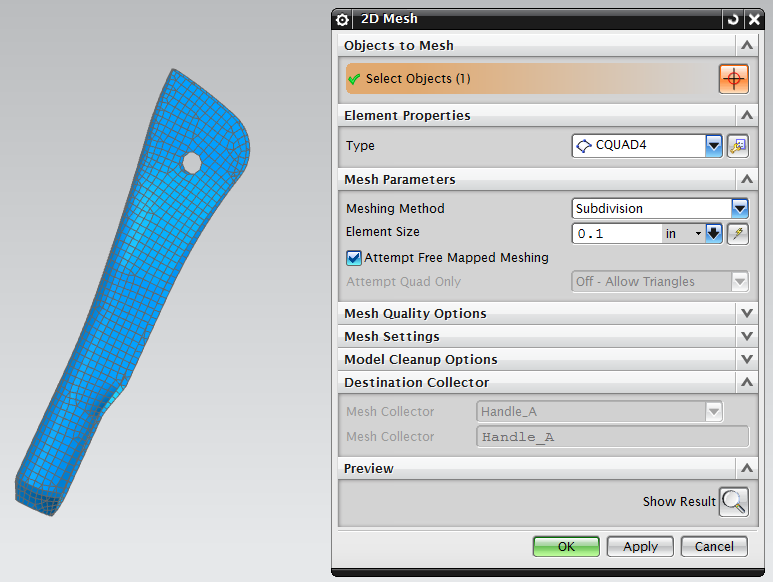 2D Mesh
Objects to Mesh
Select Objects (1)
Element Properties
Type CQUAD4
Mesh Parameters
Meshing Method Subdivision
Element Size 0.1 in
Attempt Free Mapped Meshing
Attempt Quad Only Off - Allow Triangles
Mesh Quality Options
Mesh Settings
Model Cleanup Options
Destination Collector
Mesh Collector Handle_A
Mesh Collector Handle_A
Preview
Show Result
OK Apply Cancel